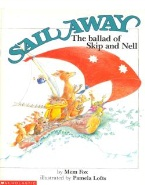 SAIL AWAY
The ballad of
Skip and Nell
by Mem Fox
illustrated by Pamela Lofts
SCHOLASTIC